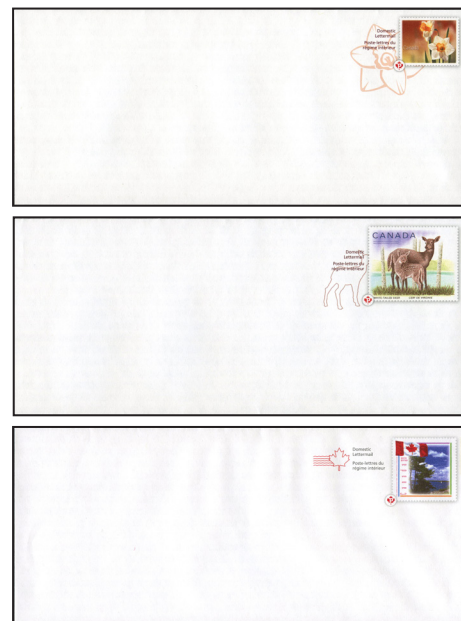 Domestic
Lettermail
Poste-lettres du
régime intérieur
P
CANADA
Domestic
Lettermail
Poste-lettres du
régime intérieur
P
Domestic
Lettermail
Poste-lettres du
régime intérieur
P